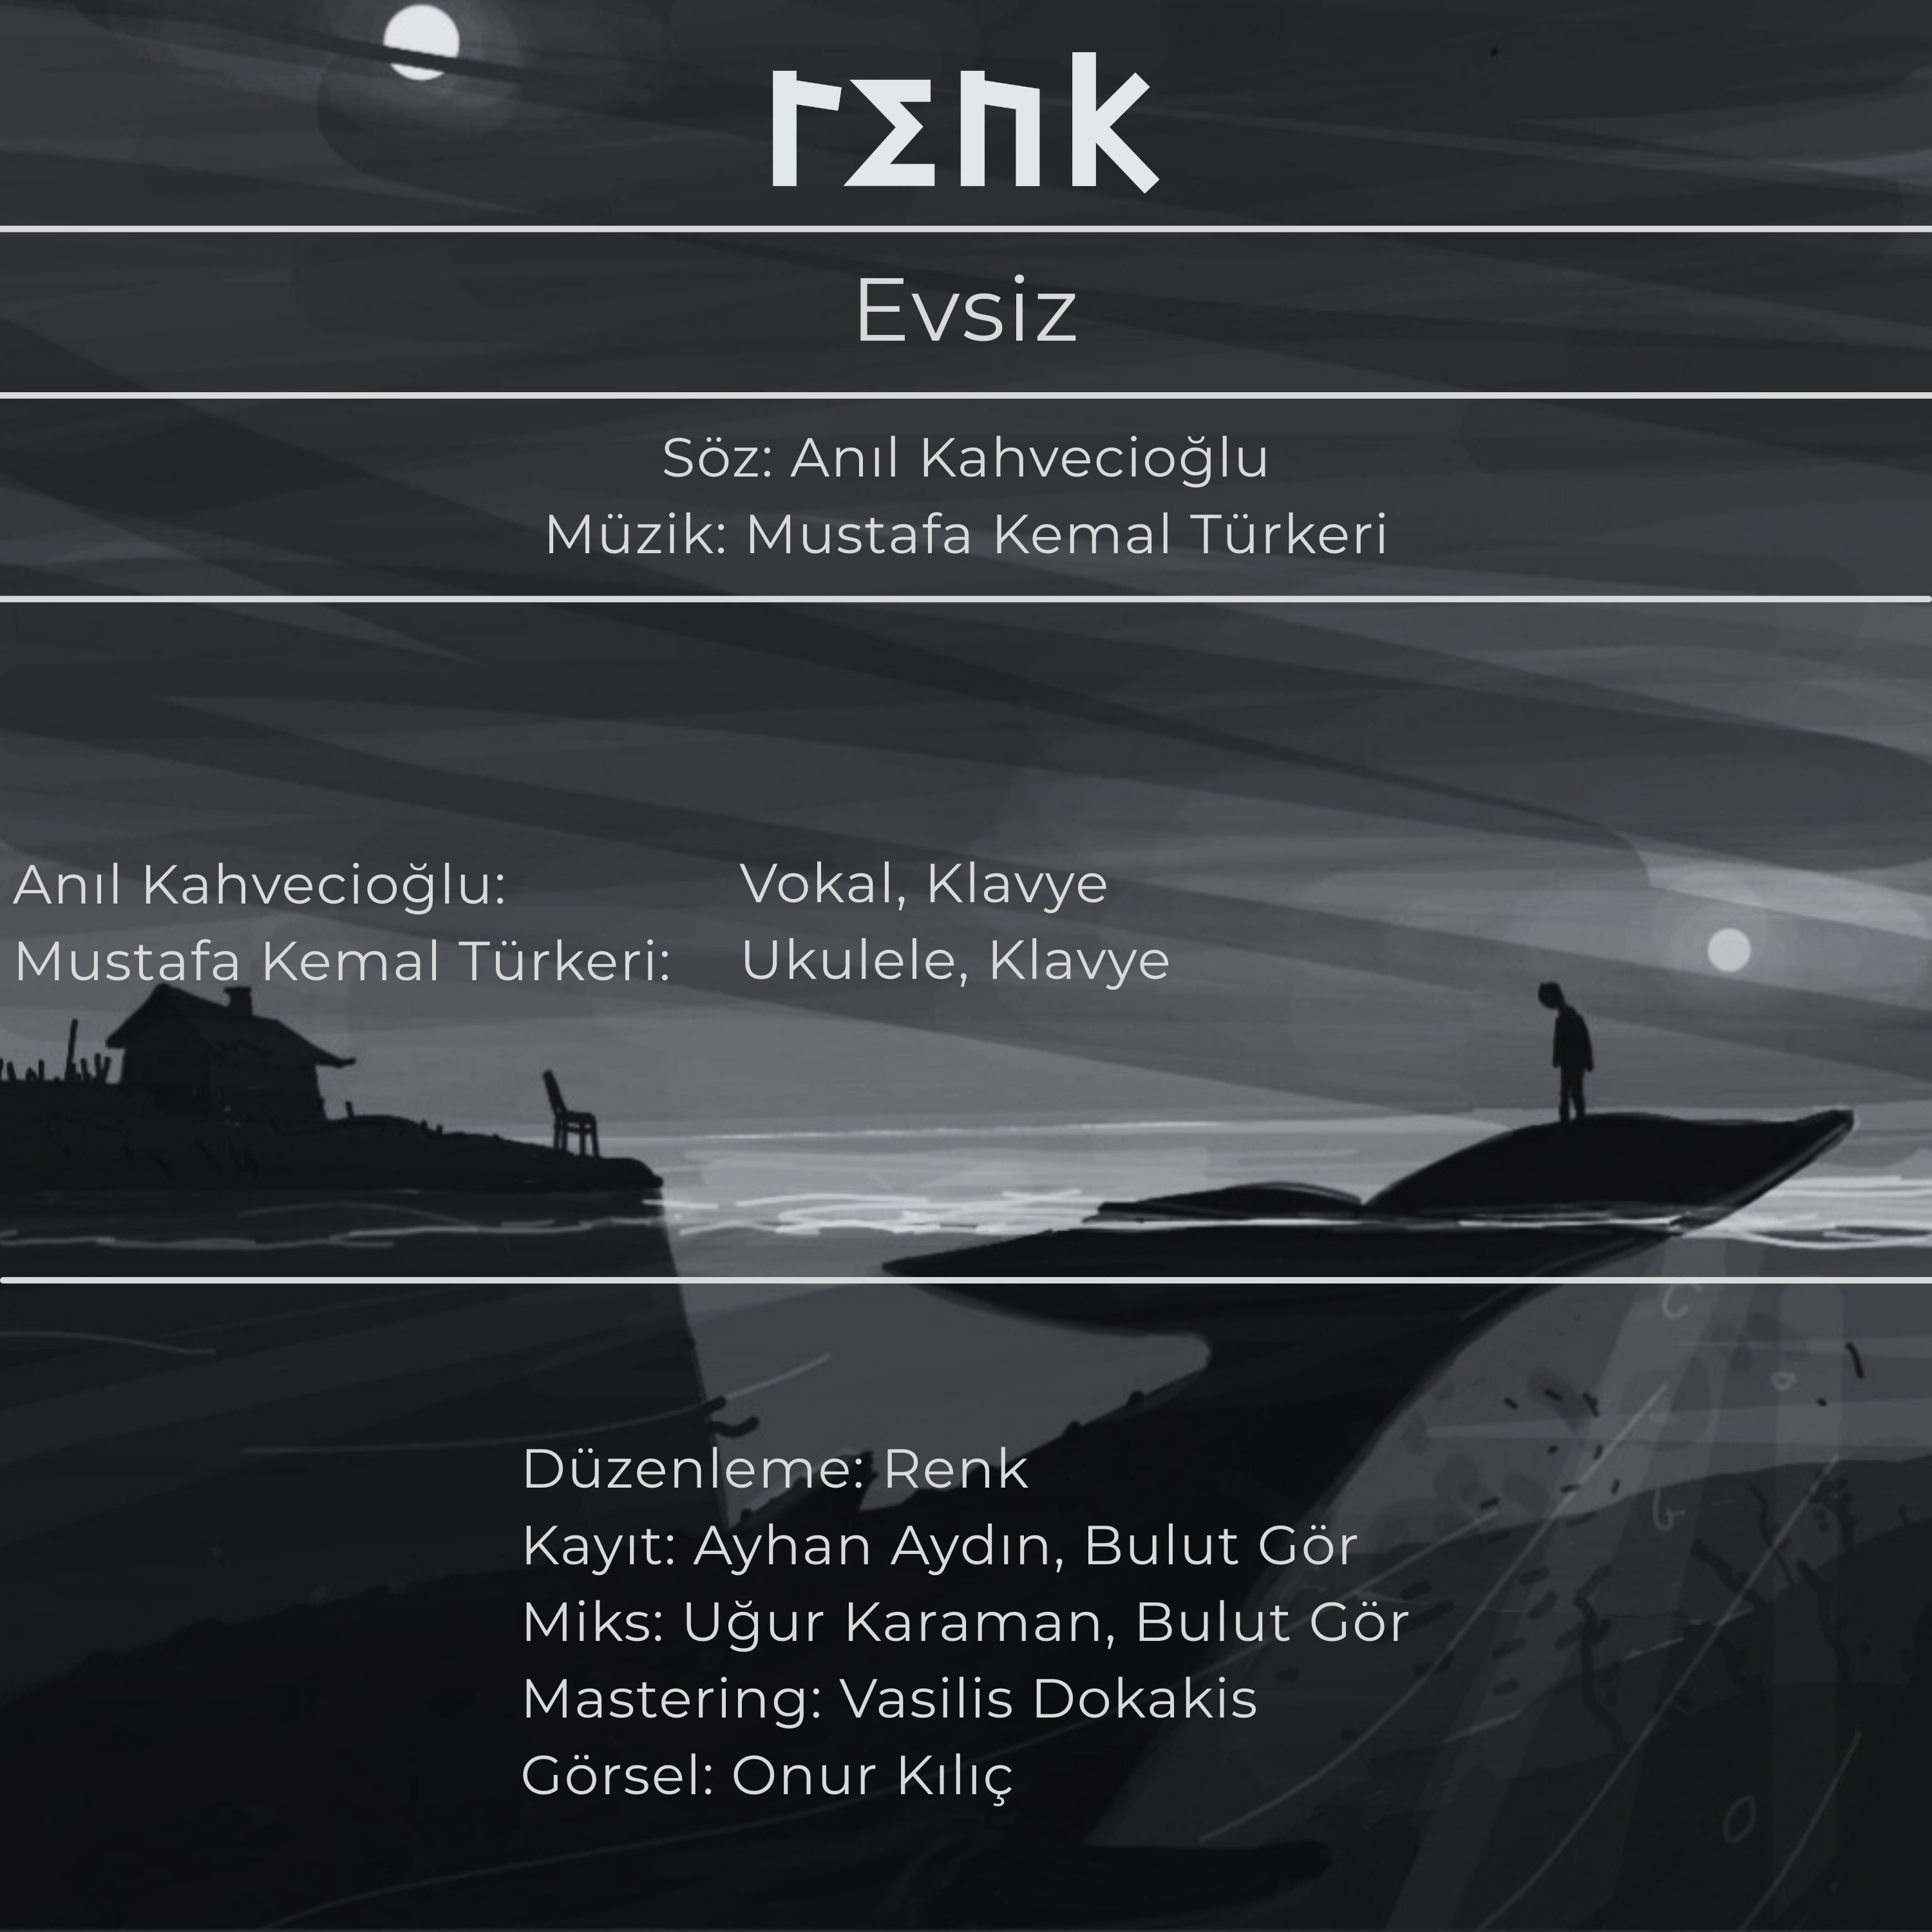 renk
Evsiz
Söz: Anıl Kahvecioğlu
Müzik: Mustafa Kemal Türkeri
Anıl Kahvecioğlu: Vokal, Klavye
Mustafa Kemal Türkeri: Ukulele, Klavye
Düzenleme: Renk
Kayıt: Ayhan Aydın, Bulut Gör
Miks: Uğur Karaman, Bulut Gör
Mastering: Vasilis Dokakis
Görsel: Onur Kılıç